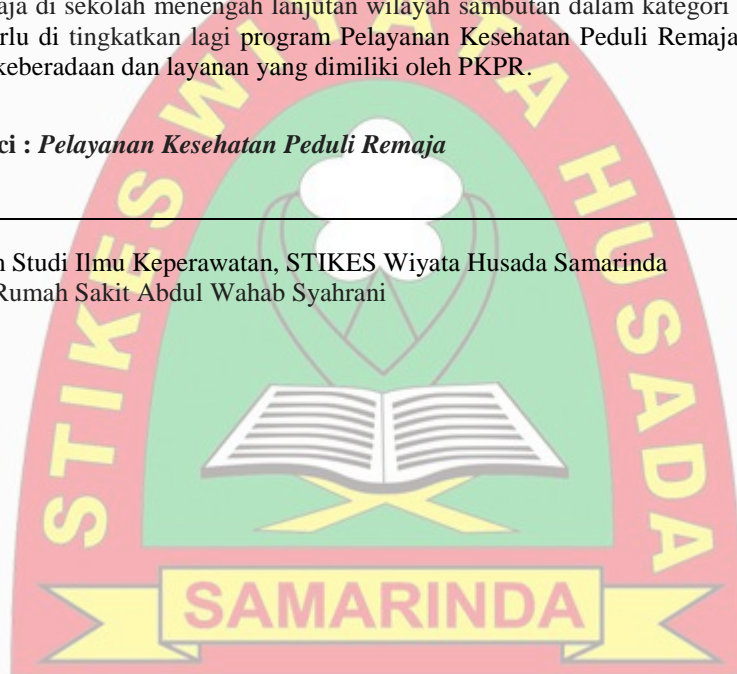 aja di sekolah menengah lanjutan wilayah sambutan dalam kategori
rlu di tingkatkan lagi program Pelayanan Kesehatan Peduli Remaja
keberadaan dan layanan yang dimiliki oleh PKPR.
ci : Pelayanan Kesehatan Peduli Remaja
n Studi Ilmu Keperawatan, STIKES Wiyata Husada Samarinda
Rumah Sakit Abdul Wahab Syahrani
STIKES WIYATA HUSADA
SAMARINDA